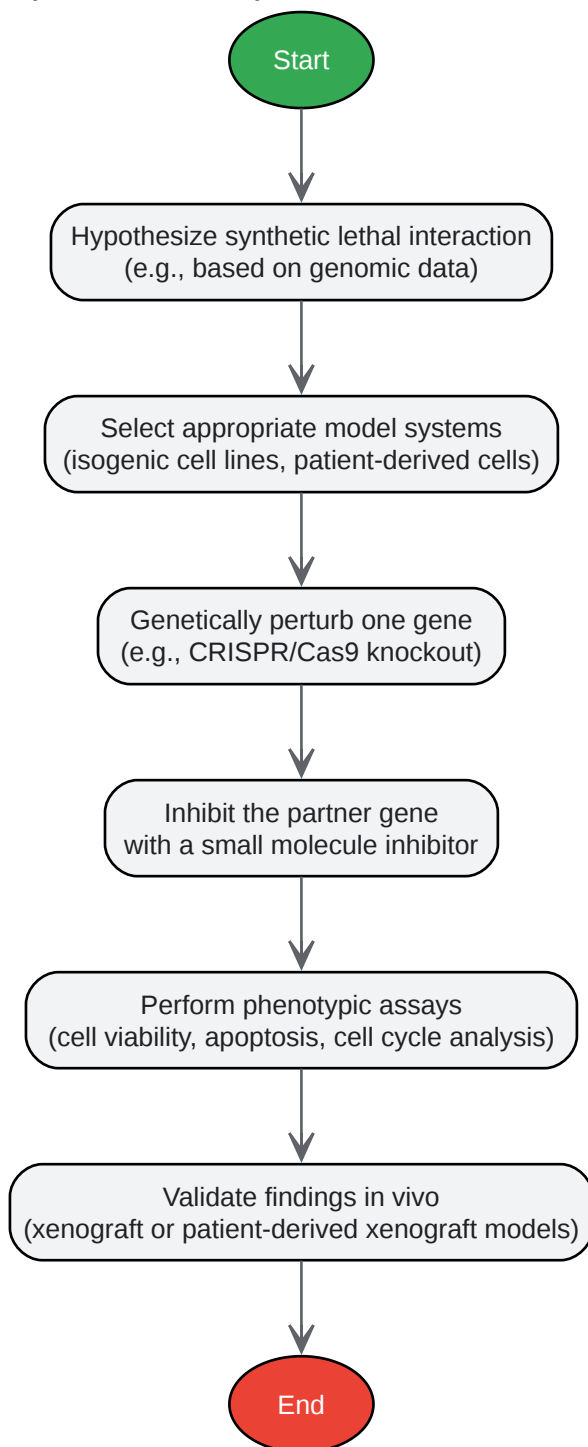 Start
Hypothesize synthetic lethal interaction
(e.g., based on genomic data)
Select appropriate model systems
(isogenic cell lines, patient-derived cells)
Genetically perturb one gene
(e.g., CRISPR/Cas9 knockout)
Inhibit the partner gene
with a small molecule inhibitor
Perform phenotypic assays
(cell viability, apoptosis, cell cycle analysis)
Validate findings in vivo
(xenograft or patient-derived xenograft models)
End